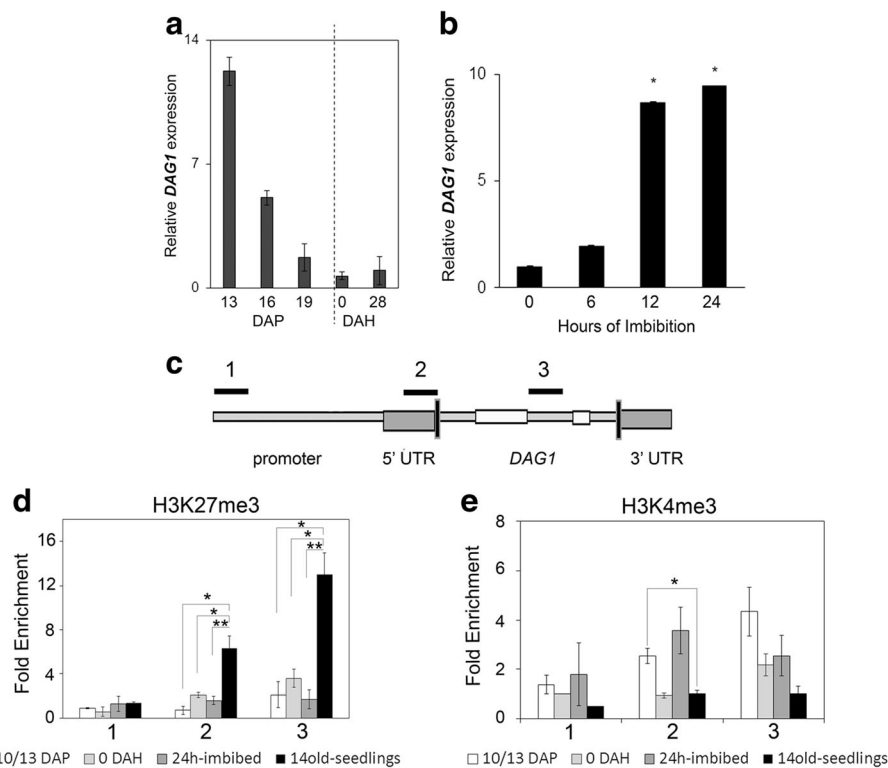 a
14
7
0
Relative DAG1 expression
13 16 19 0 28
DAP DAH
b
10
5
0
Relative DAG1 expression
* *
0 6 12 24
Hours of Imbibition
c
1 2 3
promoter 5' UTR DAG1 3' UTR
d
H3K27me3
16
12
8
4
0
Fold Enrichment
*
*
**
*
*
**
1 2 3
10/13 DAP 0 DAH 24h-imbibed 14old-seedlings
e
H3K4me3
8
6
4
2
0
Fold Enrichment
*
1 2 3
10/13 DAP 0 DAH 24h-imbibed 14old-seedlings